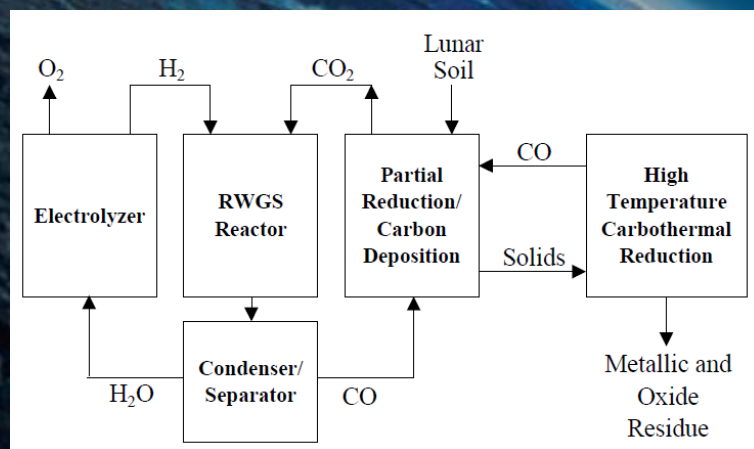 O₂
H₂
CO₂
Lunar
Soil
Electrolyzer
RWGS
Reactor
Partial
Reduction/
Carbon
Deposition
CO
High
Temperature
Carbothermal
Reduction
Solids
Condenser/
Separator
H₂O
CO
Metallic and
Oxide
Residue